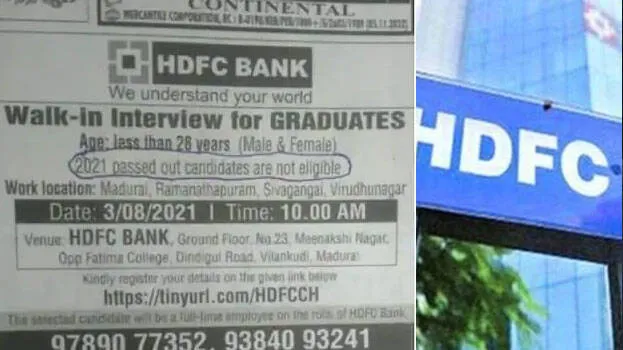 CONTINENTAL
HDFC BANK
We understand your world
Walk-in Interview for GRADUATES
Age: less than 26 years (Male & Female)
2021 passed out candidates are not eligible
Work location: Madurai, Ramanathapuram, Sivagangai, Virudhunagar
Date: 3/08/2021 | Time: 10.00 AM
Venue: HDFC BANK, Ground Floor, No.23, Meenakshi Nagar,
Opp Fatima College, Dindigul Road, Vilankudi, Madurai
Kindly register your details on the given link below
https://tinyurl.com/HDFCCH
The selected candidate will be a full-time employee on the rolls of HDFC Bank
97890 77352, 93840 93241
HDFC